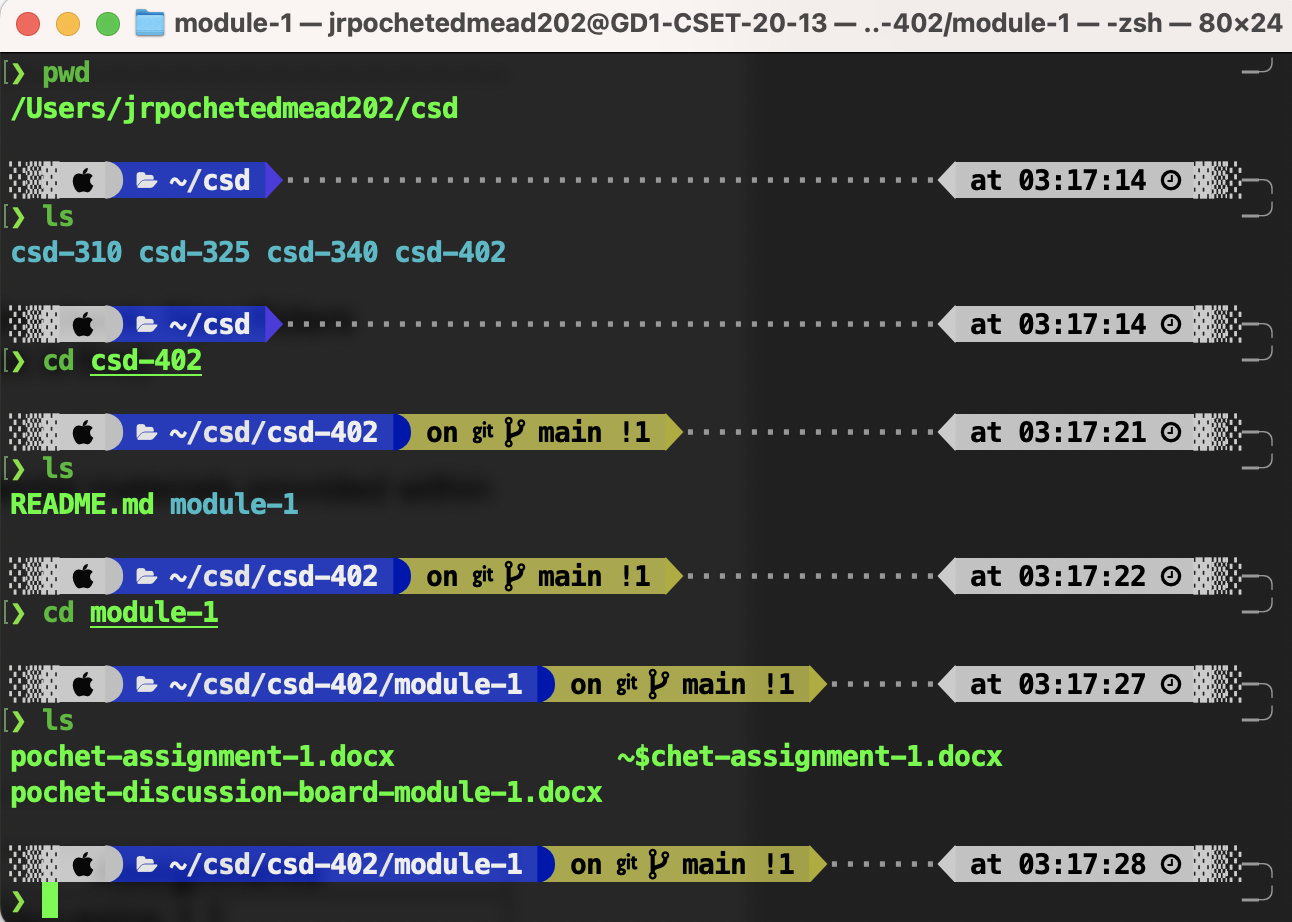 module-1 — jrpochetedmead202@GD1-CSET-20-13 — ..-402/module-1 — -zsh — 80×24
[❯ pwd
/Users/jrpochetedmead202/csd
~/csd at 03:17:14
[❯ ls
csd-310 csd-325 csd-340 csd-402
~/csd at 03:17:14
[❯ cd csd-402
~/csd/csd-402 on git main !1 at 03:17:21
[❯ ls
README.md module-1
~/csd/csd-402 on git main !1 at 03:17:22
[❯ cd module-1
~/csd/csd-402/module-1 on git main !1 at 03:17:27
[❯ ls
pochet-assignment-1.docx ~$chet-assignment-1.docx
pochet-discussion-board-module-1.docx
~/csd/csd-402/module-1 on git main !1 at 03:17:28
❯